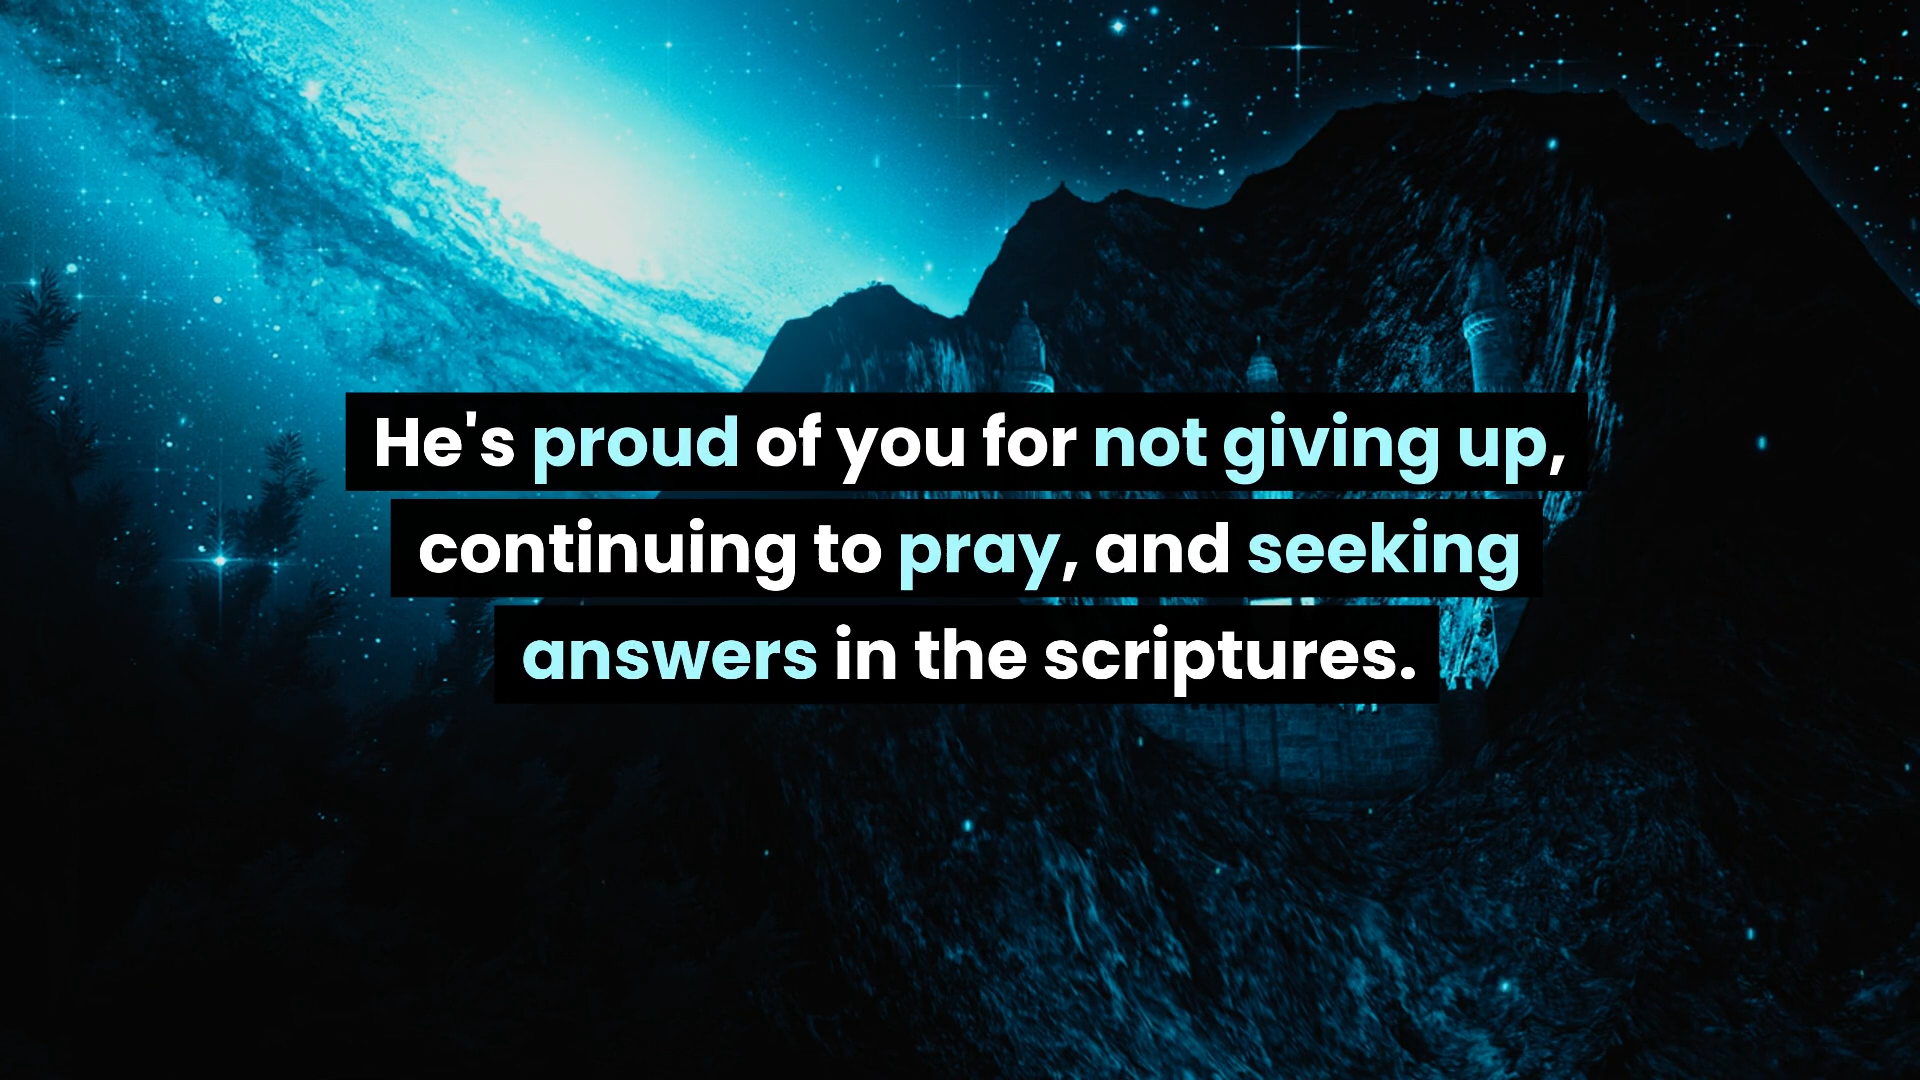 He's proud of you for not giving up,
continuing to pray, and seeking
answers in the scriptures.